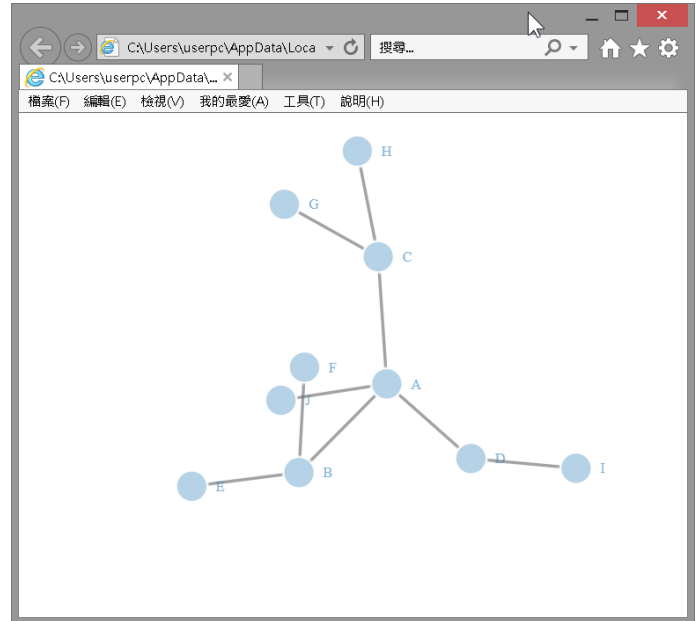 C:\Users\userpc\AppData\Loca
搜尋...
C:\Users\userpc\AppData\...
檔案(F) 編輯(E) 檢視(V) 我的最愛(A) 工具(T) 說明(H)
H
G
C
F
A
J
D
I
B
E